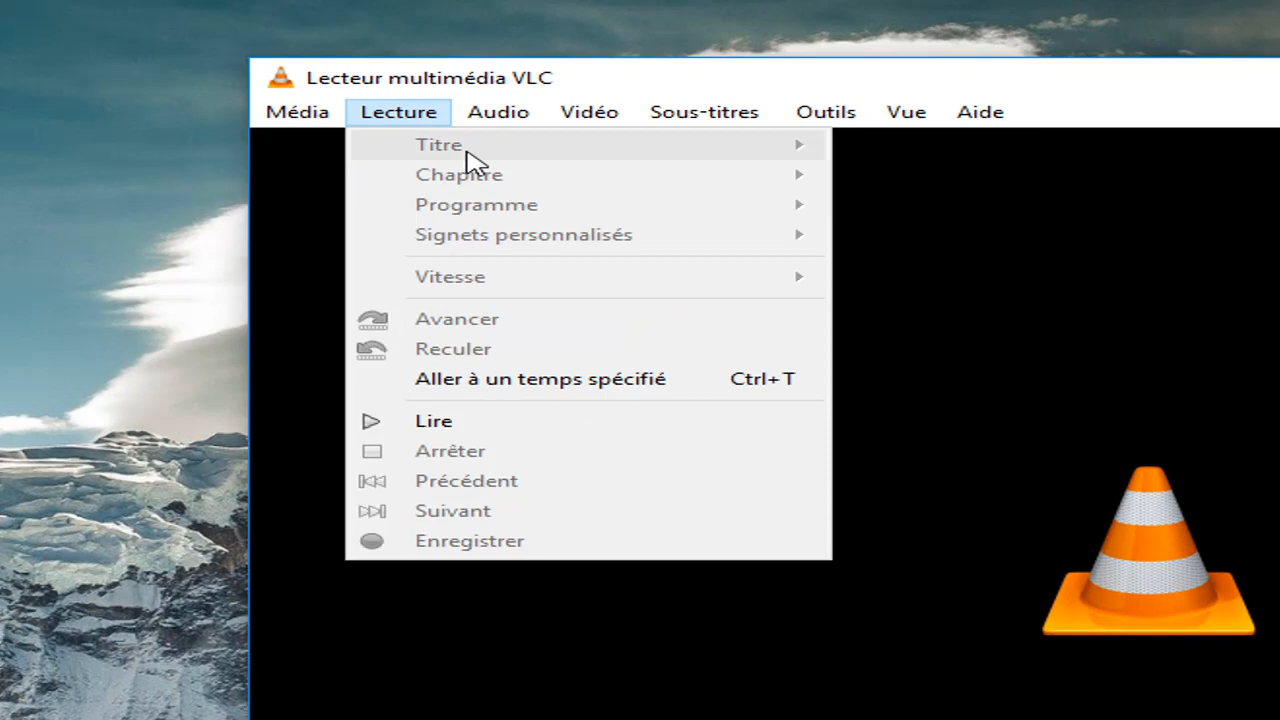 Lecteur multimédia VLC
Média Lecture Audio Vidéo Sous-titres Outils Vue Aide
Titre
Chapitre
Programme
Signets personnalisés
Vitesse
Avancer
Reculer
Aller à un temps spécifié Ctrl+T
Lire
Arrêter
Précédent
Suivant
Enregistrer